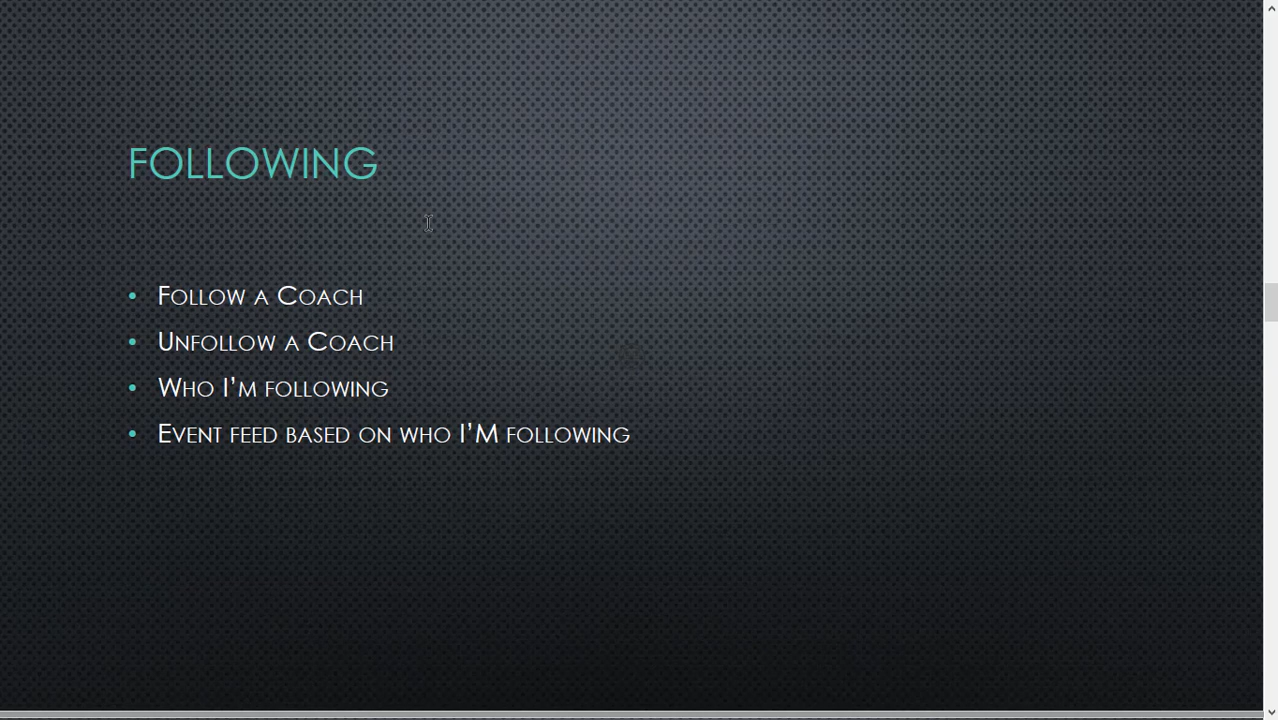 FOLLOWING
• Follow a Coach
• Unfollow a Coach
• Who I’m following
• Event feed based on who I’M following